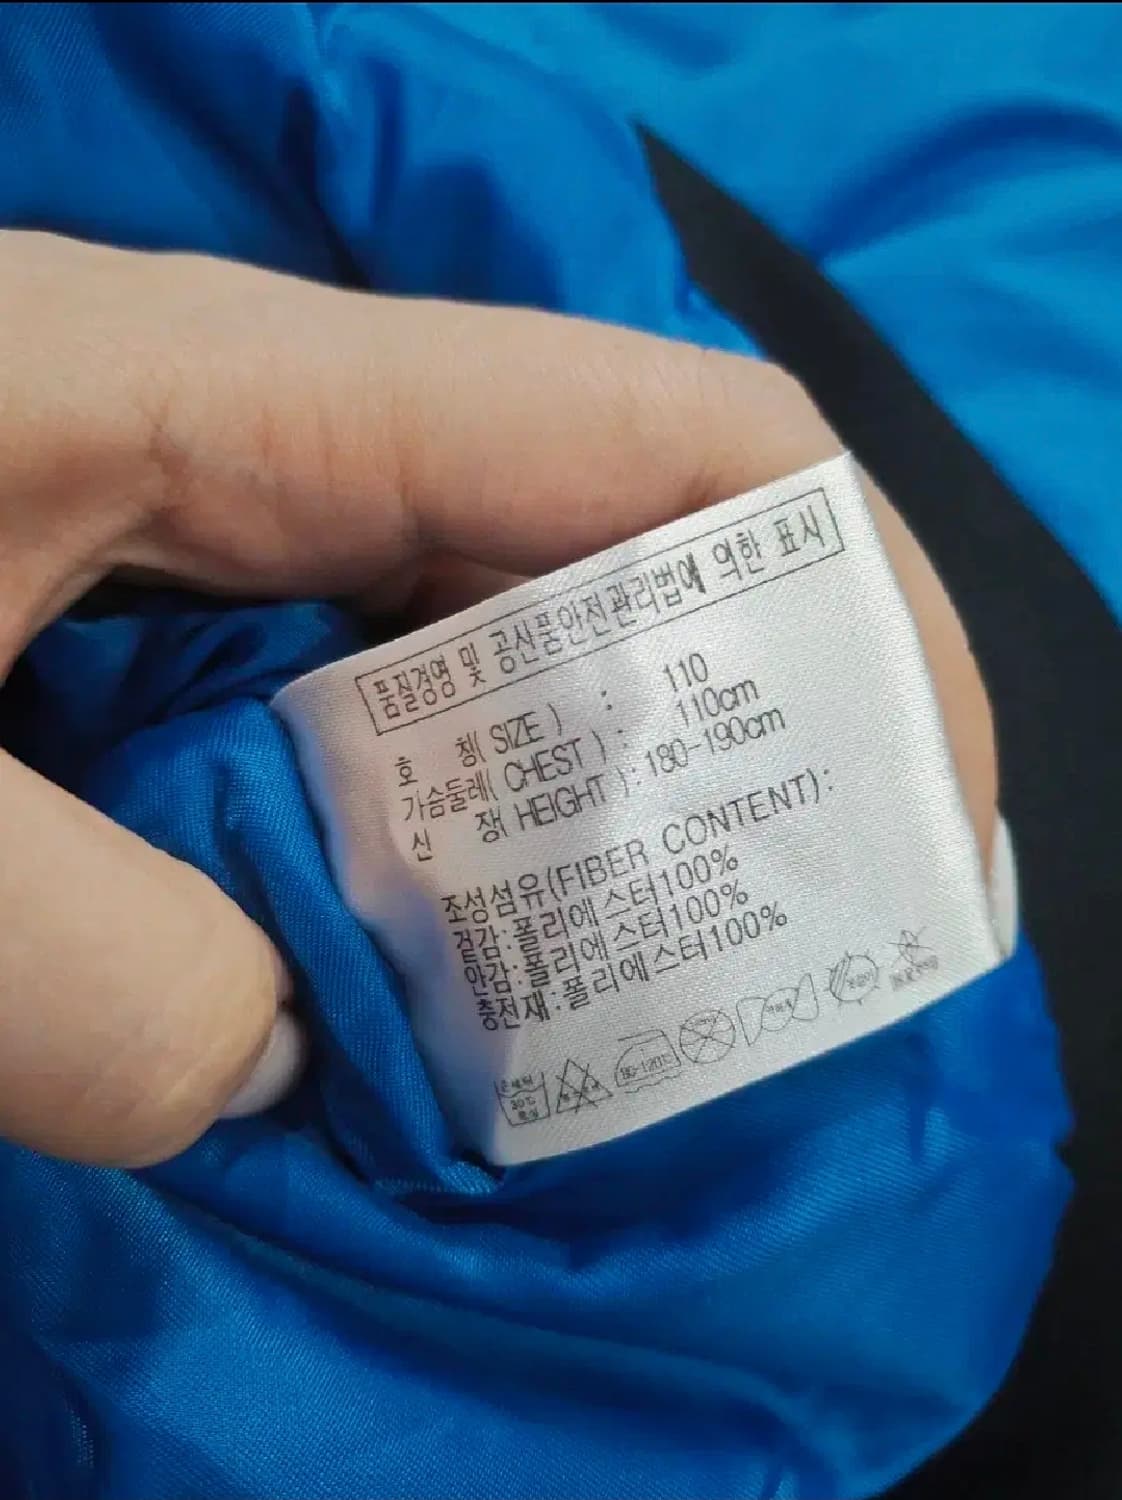 품질경영 및 공산품안전관리법에 의한 표시
호 칭( SIZE ) : 110
가슴둘레( CHEST ) : 110cm
신 장( HEIGHT ) : 180-190cm
조성섬유(FIBER CONTENT):
겉감:폴리에스터100%
안감:폴리에스터100%
충전재:폴리에스터100%
30℃ 80-120℃